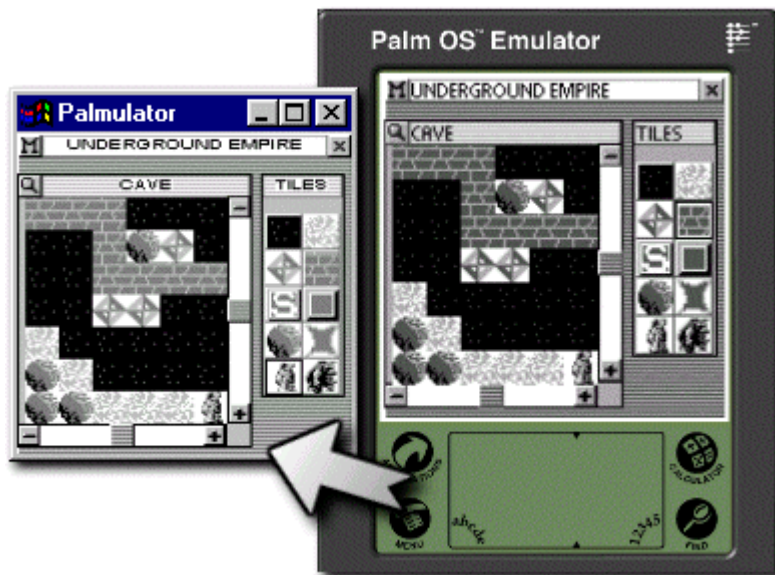 Palm OS™ Emulator
Palmulator
UNDERGROUND EMPIRE
CAVE
TILES
UNDERGROUND EMPIRE
CAVE
TILES
CALCULATOR
abcde
12345
MENU
FIND